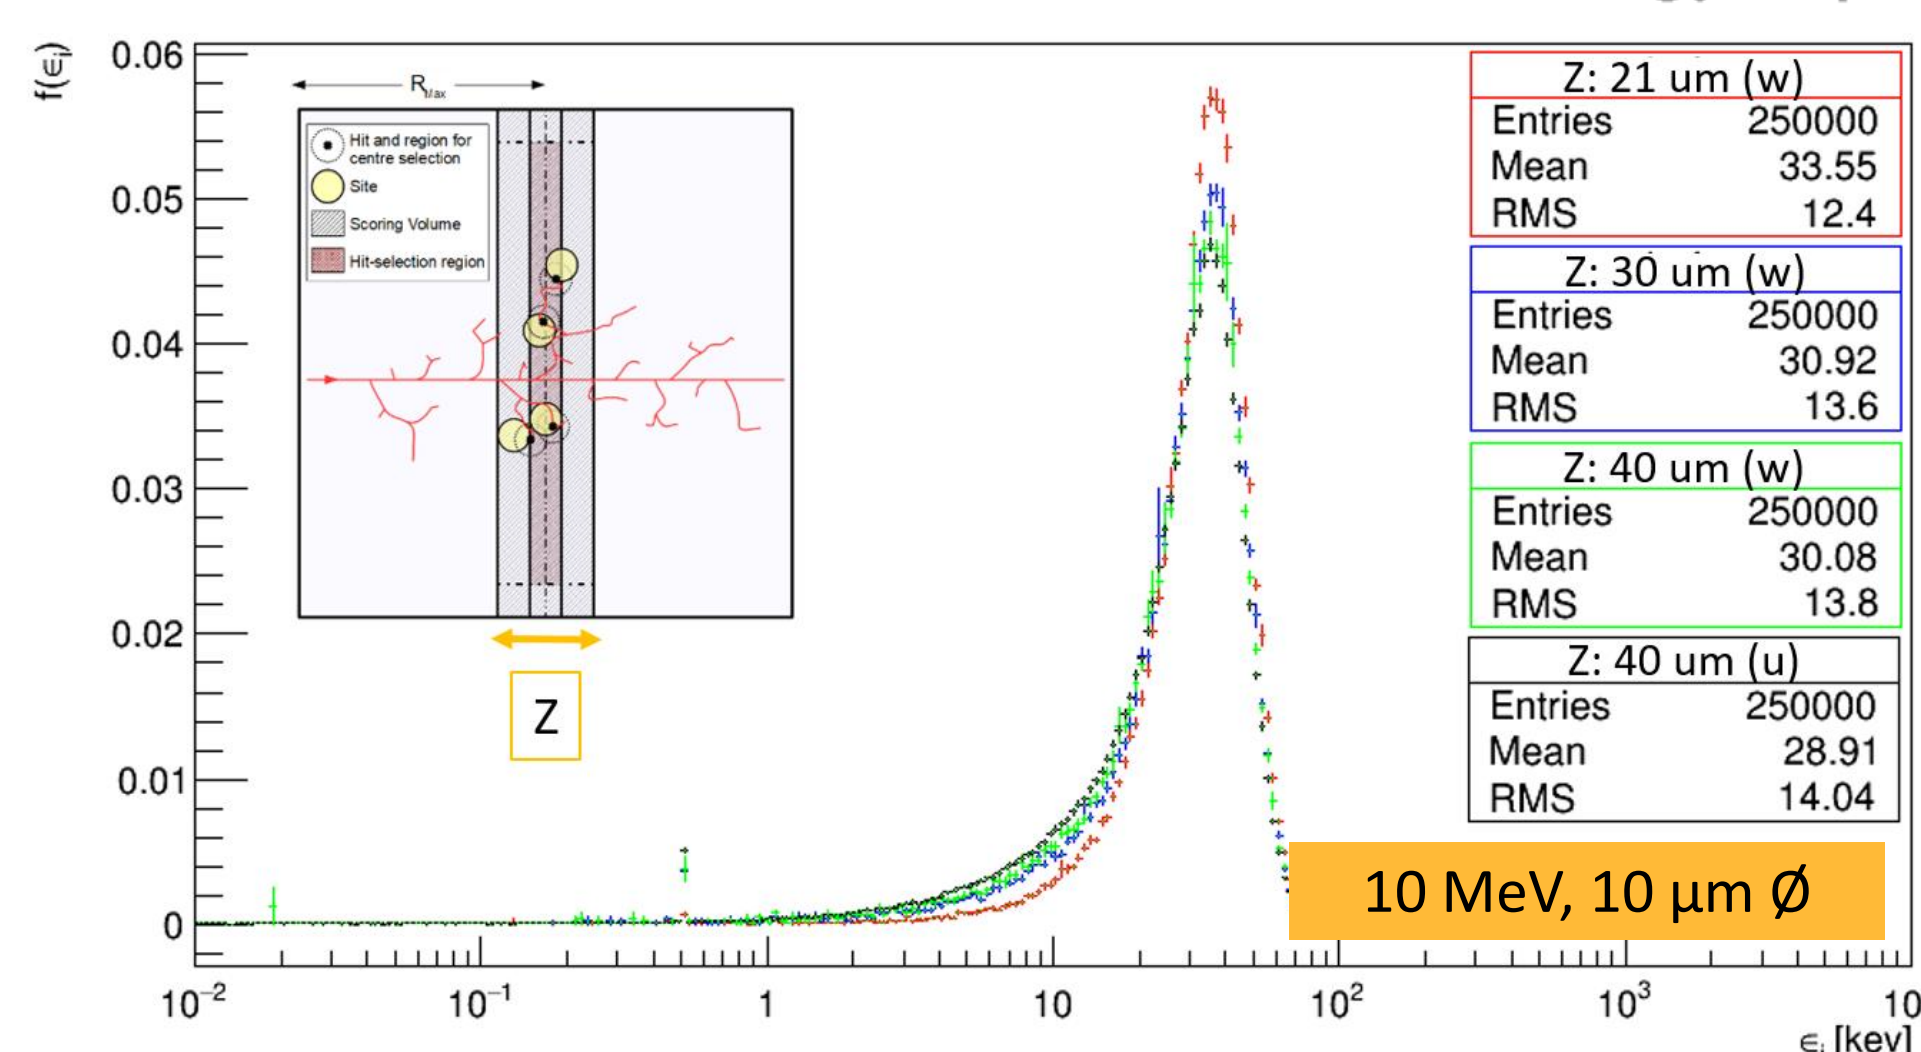 f(ϵᵢ)
0.06
0.05
0.04
0.03
0.02
0.01
0
R_Max
Hit and region for
centre selection
Site
Scoring Volume
Hit-selection region
Z
Z: 21 um (w)
Entries 250000
Mean 33.55
RMS 12.4
Z: 30 um (w)
Entries 250000
Mean 30.92
RMS 13.6
Z: 40 um (w)
Entries 250000
Mean 30.08
RMS 13.8
Z: 40 um (u)
Entries 250000
Mean 28.91
RMS 14.04
10 MeV, 10 µm Ø
10⁻² 10⁻¹ 1 10 10² 10³ 10
ϵᵢ [kev]